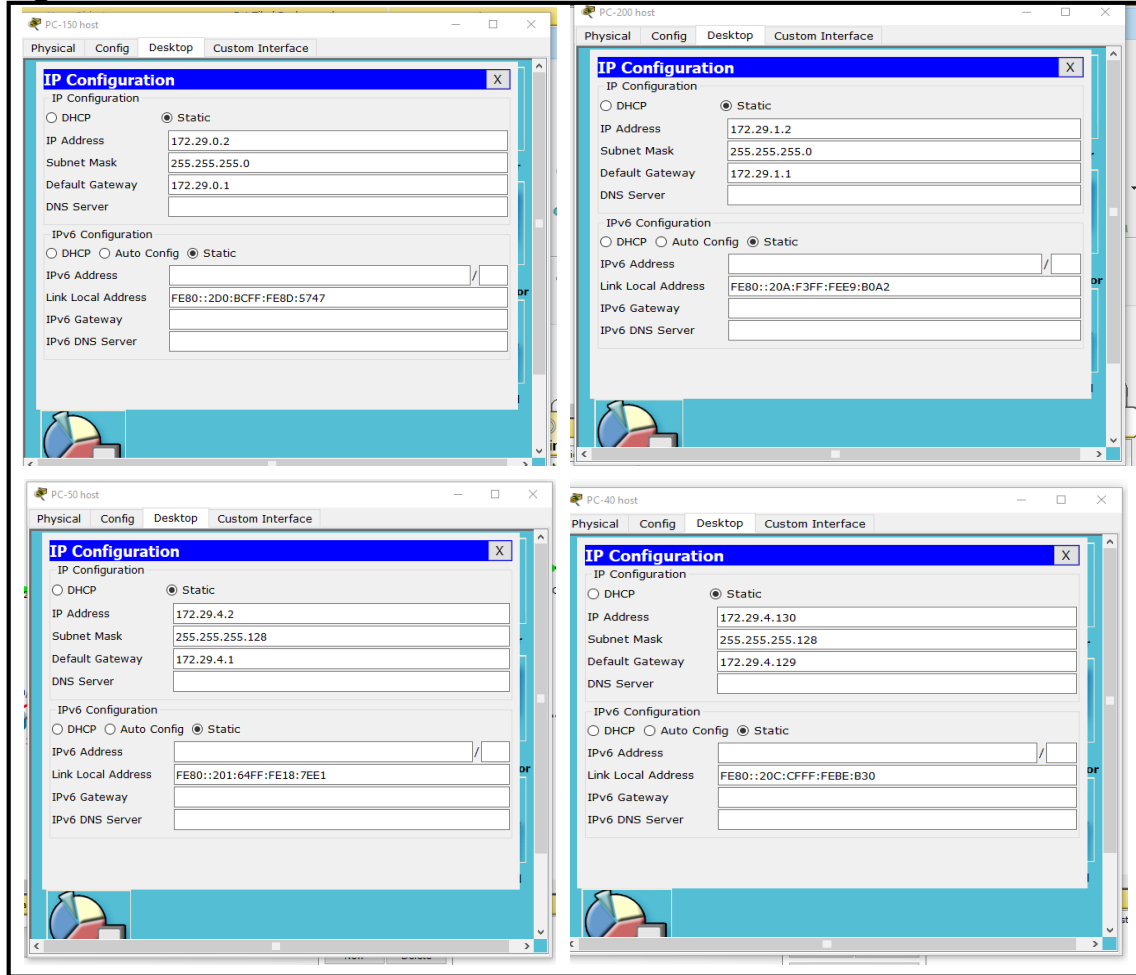 PC-150 host
Physical Config Desktop Custom Interface
IP Configuration X
IP Configuration
DHCP Static
IP Address 172.29.0.2
Subnet Mask 255.255.255.0
Default Gateway 172.29.0.1
DNS Server
IPv6 Configuration
DHCP Auto Config Static
IPv6 Address /
Link Local Address FE80::2D0:BCFF:FE8D:5747
IPv6 Gateway
IPv6 DNS Server
PC-200 host
Physical Config Desktop Custom Interface
IP Configuration X
IP Configuration
DHCP Static
IP Address 172.29.1.2
Subnet Mask 255.255.255.0
Default Gateway 172.29.1.1
DNS Server
IPv6 Configuration
DHCP Auto Config Static
IPv6 Address /
Link Local Address FE80::20A:F3FF:FEE9:B0A2
IPv6 Gateway
IPv6 DNS Server
PC-50 host
Physical Config Desktop Custom Interface
IP Configuration X
IP Configuration
DHCP Static
IP Address 172.29.4.2
Subnet Mask 255.255.255.128
Default Gateway 172.29.4.1
DNS Server
IPv6 Configuration
DHCP Auto Config Static
IPv6 Address /
Link Local Address FE80::201:64FF:FE18:7EE1
IPv6 Gateway
IPv6 DNS Server
PC-40 host
Physical Config Desktop Custom Interface
IP Configuration X
IP Configuration
DHCP Static
IP Address 172.29.4.130
Subnet Mask 255.255.255.128
Default Gateway 172.29.4.129
DNS Server
IPv6 Configuration
DHCP Auto Config Static
IPv6 Address /
Link Local Address FE80::20C:CFFF:FEBE:B30
IPv6 Gateway
IPv6 DNS Server